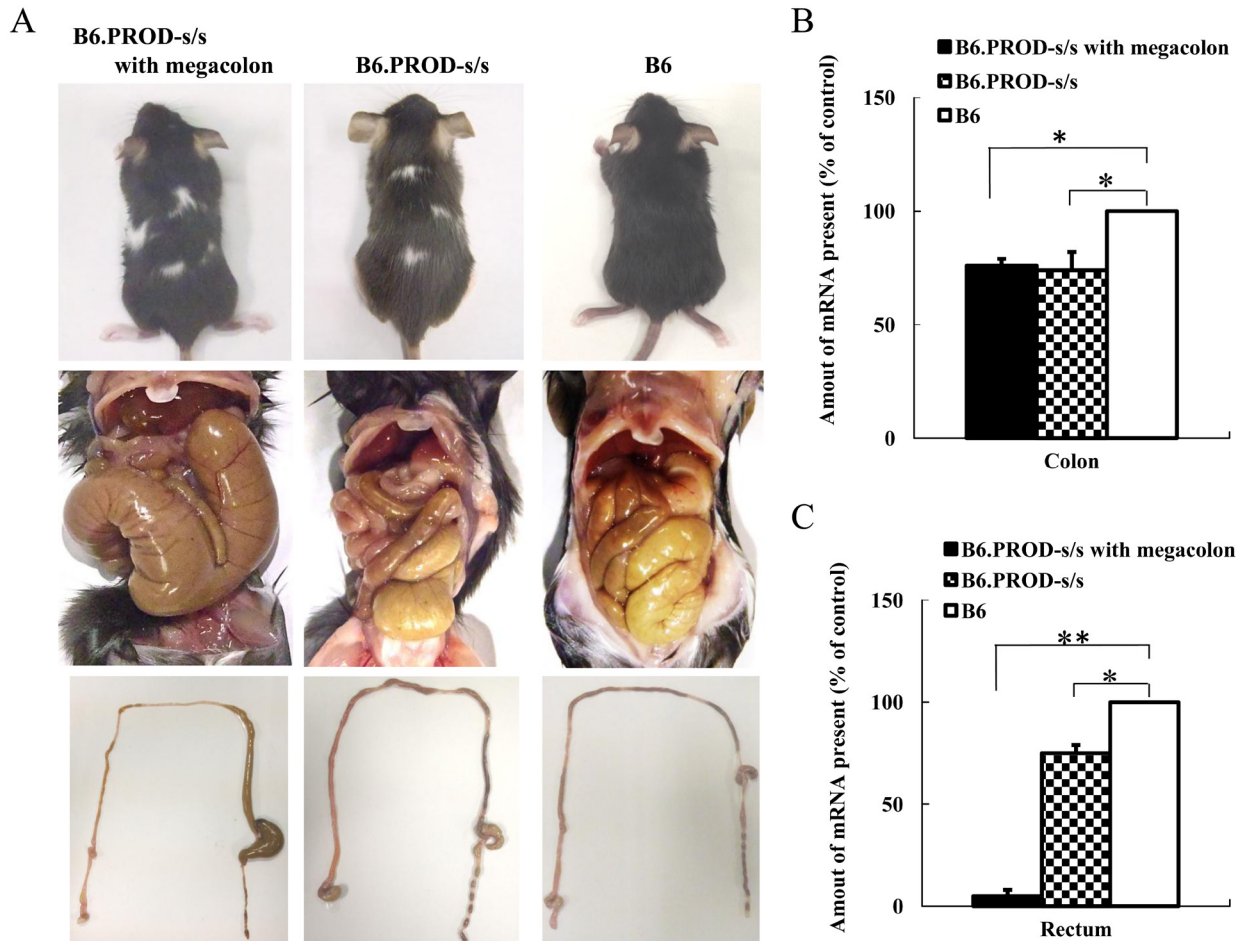 A
B6.PROD-s/s
with megacolon
B6.PROD-s/s
B6
B
B6.PROD-s/s with megacolon
B6.PROD-s/s
B6
Amout of mRNA present (% of control)
150
100
50
0
*
*
Colon
C
B6.PROD-s/s with megacolon
B6.PROD-s/s
B6
Amout of mRNA present (% of control)
150
100
50
0
**
*
Rectum